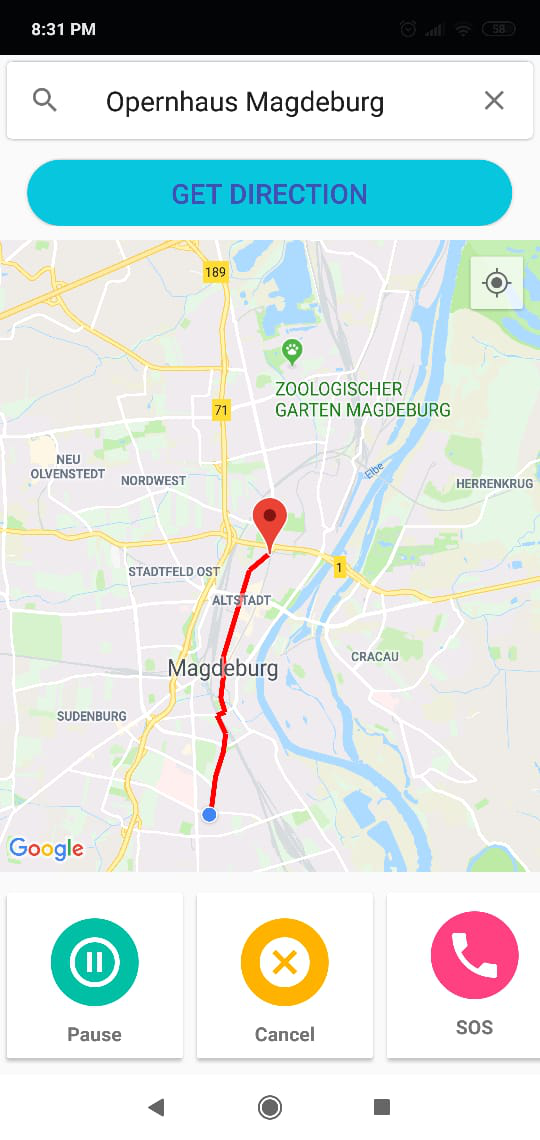 8:31 PM
58
Opernhaus Magdeburg
GET DIRECTION
189
ZOOLOGISCHER
GARTEN MAGDEBURG
71
NEU
OLVENSTEDT
NORDWEST
Elbe
HERRENKRUG
STADTFELD OST
1
ALTSTADT
Magdeburg
CRACAU
SUDENBURG
Google
Pause
Cancel
SOS